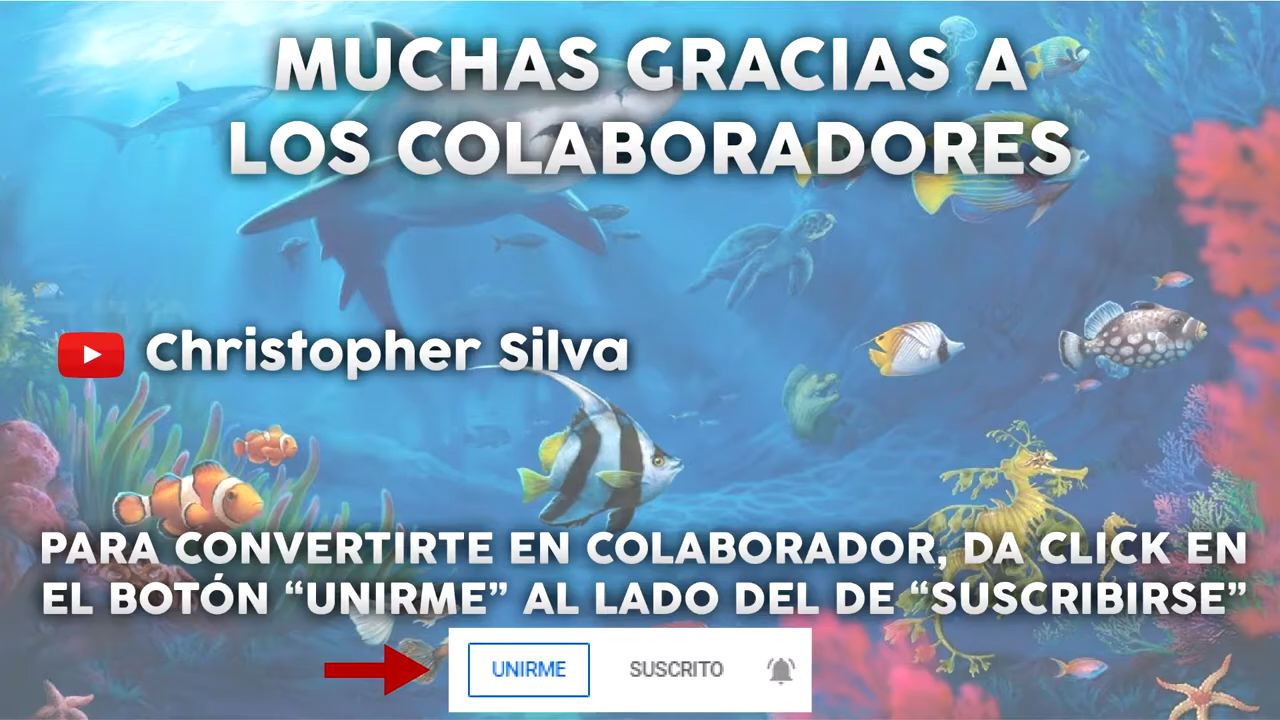 MUCHAS GRACIAS A
LOS COLABORADORES
Christopher Silva
PARA CONVERTIRTE EN COLABORADOR, DA CLICK EN
EL BOTÓN “UNIRME” AL LADO DEL DE “SUSCRIBIRSE”
UNIRME SUSCRITO